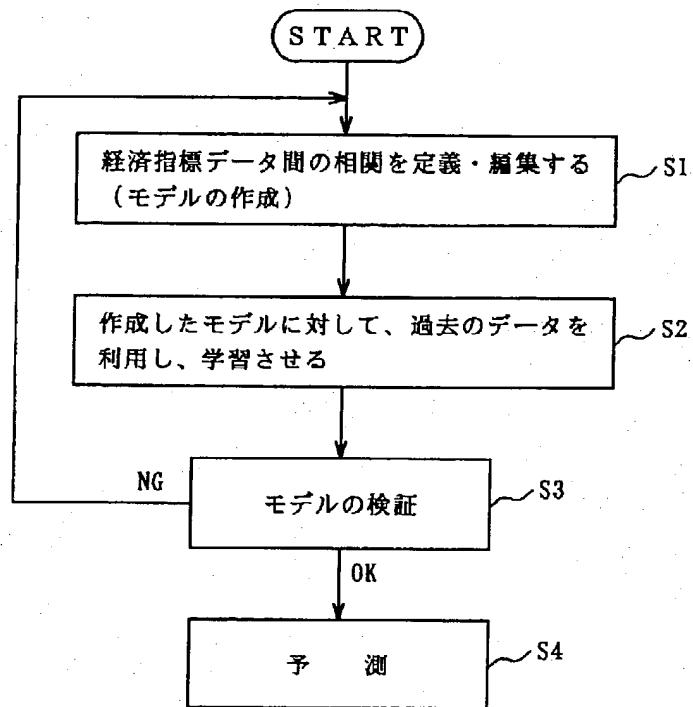 START
経済指標データ間の相関を定義・編集する
(モデルの作成)
S1
作成したモデルに対して、過去のデータを
利用し、学習させる
S2
NG
モデルの検証
S3
OK
予 測
S4